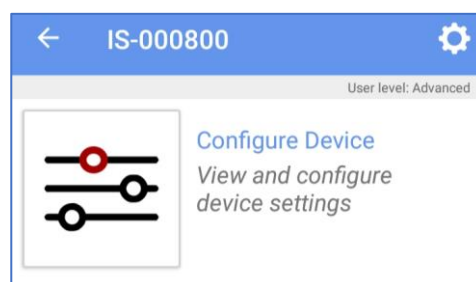 IS-000800
User level: Advanced
Configure Device
View and configure
device settings